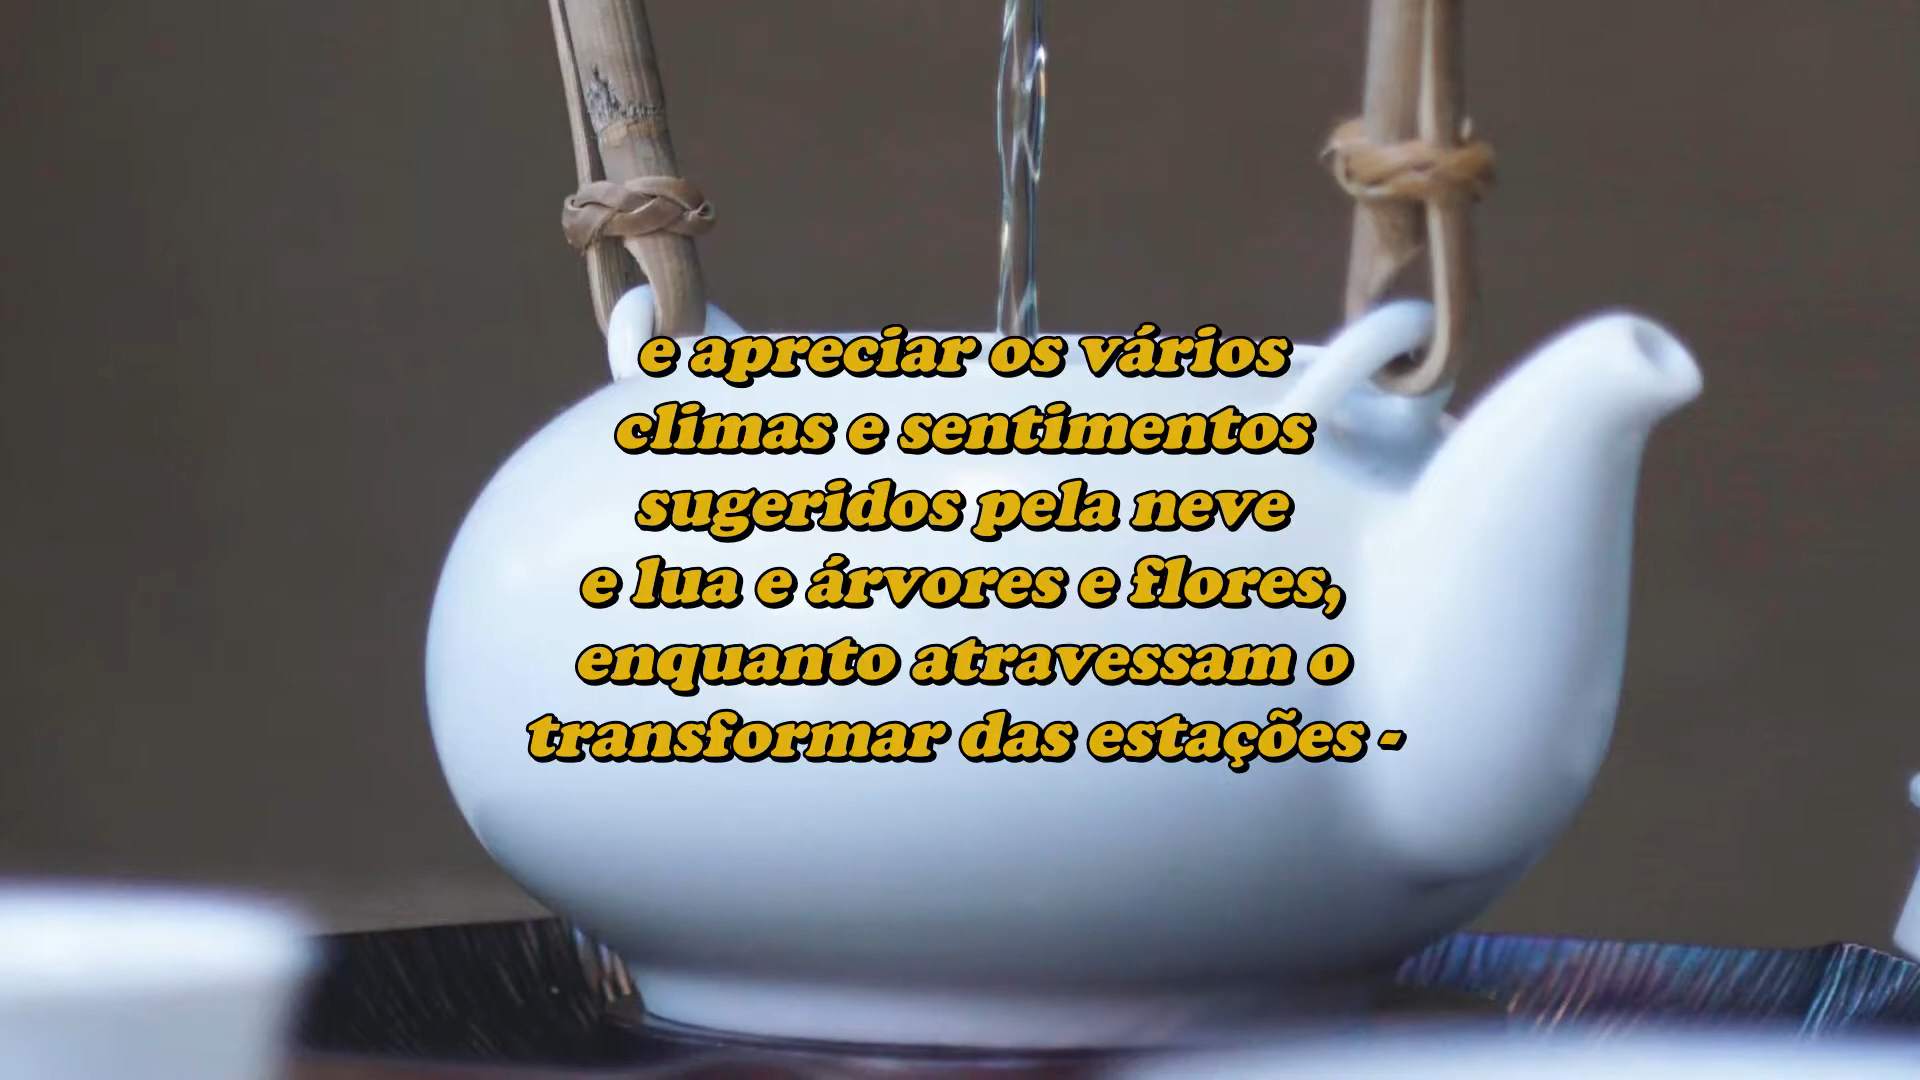 e apreciar os vários
climas e sentimentos
sugeridos pela neve
e lua e árvores e flores,
enquanto atravessam o
transformar das estações -